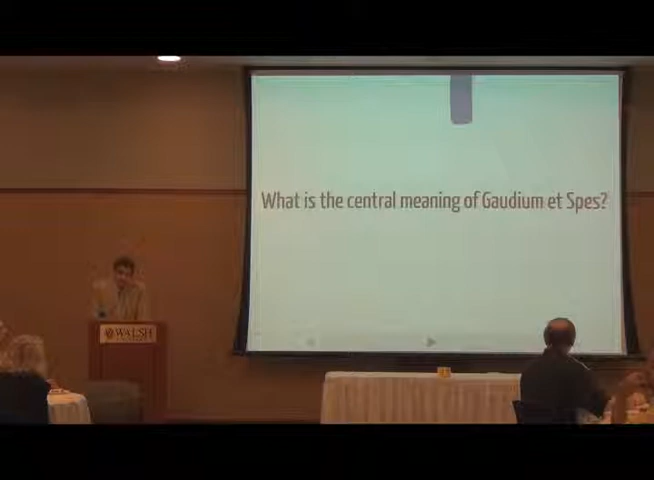 What is the central meaning of Gaudium et Spes?
WALSH